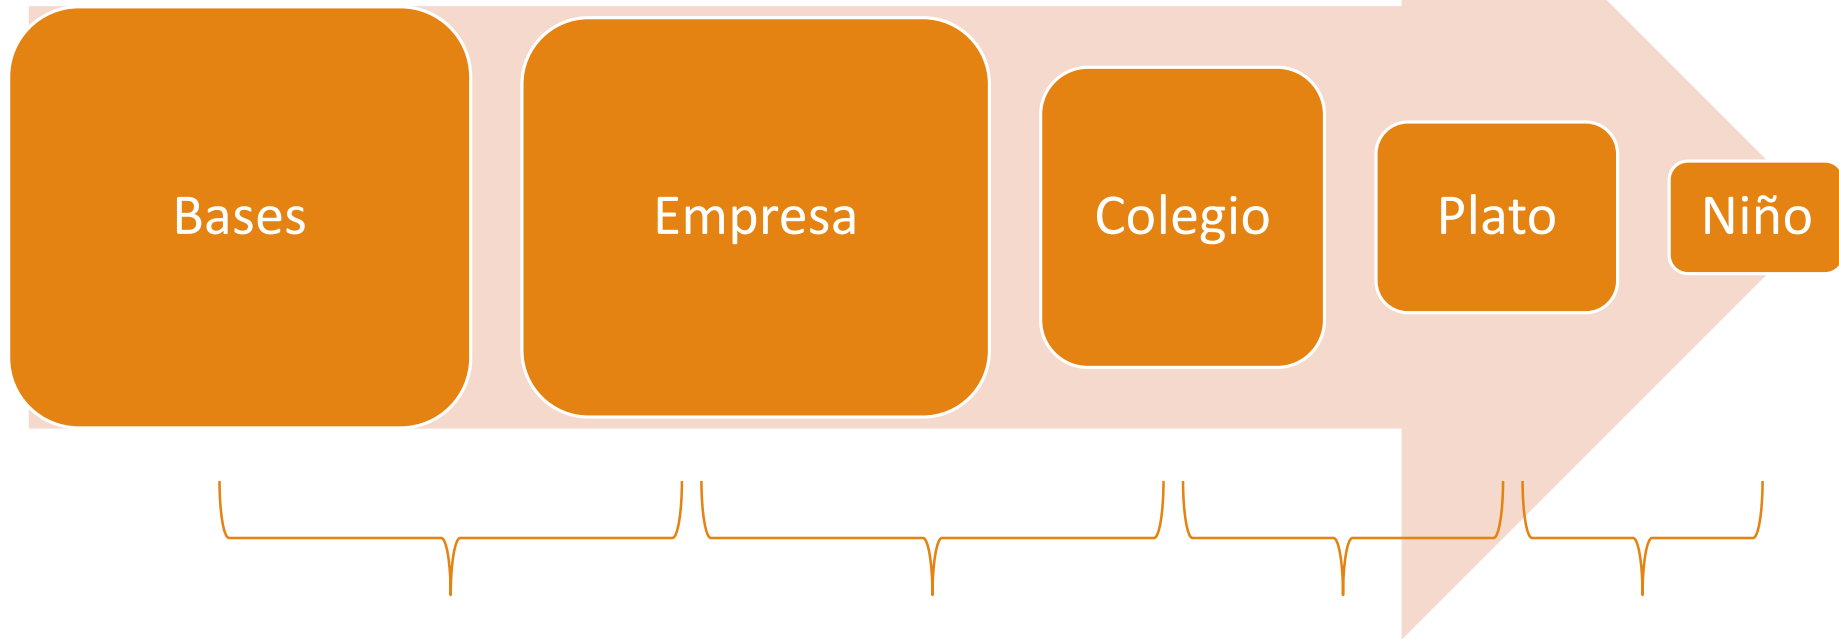 Bases
Empresa
Colegio
Plato
Niño